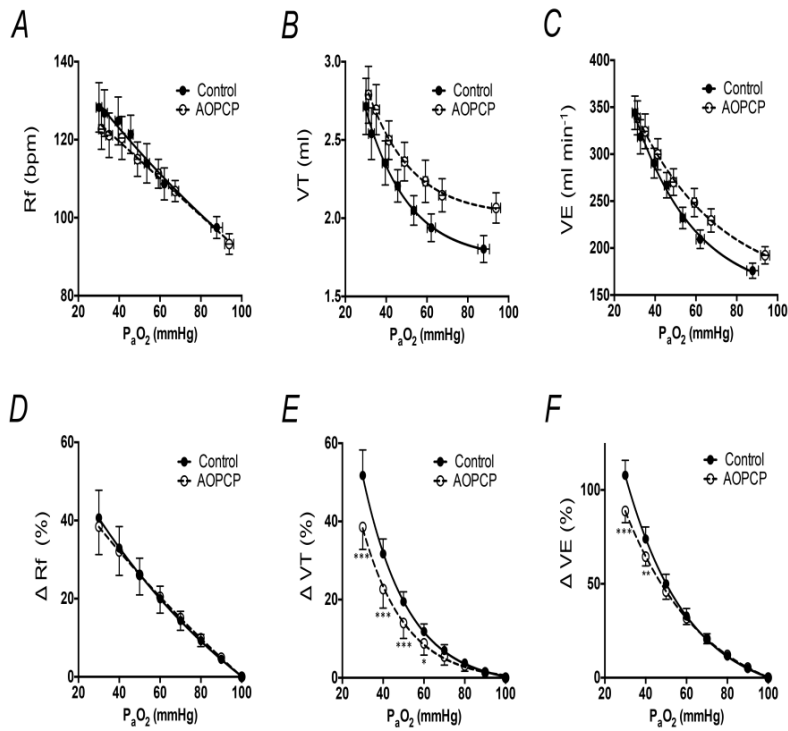 A
B
C
140
120
100
80
Rf (bpm)
20 40 60 80 100
PaO2 (mmHg)
Control
AOPCP
3.0
2.5
2.0
1.5
VT (ml)
20 40 60 80 100
PaO2 (mmHg)
Control
AOPCP
400
350
300
250
200
150
VE (ml min-1)
20 40 60 80 100
PaO2 (mmHg)
Control
AOPCP
D
E
F
60
40
20
0
Δ Rf (%)
20 40 60 80 100
PaO2 (mmHg)
Control
AOPCP
60
40
20
0
Δ VT (%)
***
***
***
*
20 40 60 80 100
PaO2 (mmHg)
Control
AOPCP
100
50
0
Δ VE (%)
***
**
20 40 60 80 100
PaO2 (mmHg)
Control
AOPCP